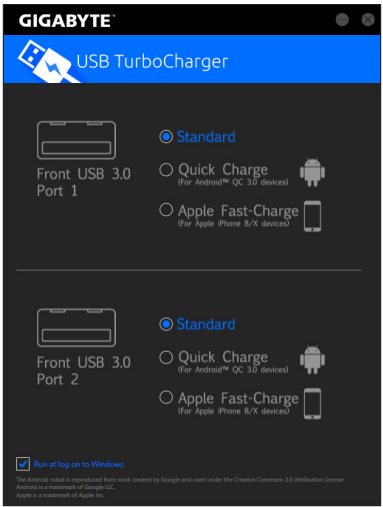 GIGABYTE™
USB TurboCharger
Standard
Front USB 3.0
Port 1
Quick Charge
(For Android™ QC 3.0 devices)
Apple Fast-Charge
(For Apple iPhone 8/X devices)
Standard
Front USB 3.0
Port 2
Quick Charge
(For Android™ QC 3.0 devices)
Apple Fast-Charge
(For Apple iPhone 8/X devices)
Run at log on to Windows
The Android robot is reproduced from work created by Google and used under the Creative Commons 3.0 Attribution License
Android is a trademark of Google LLC.
Apple is a trademark of Apple Inc.